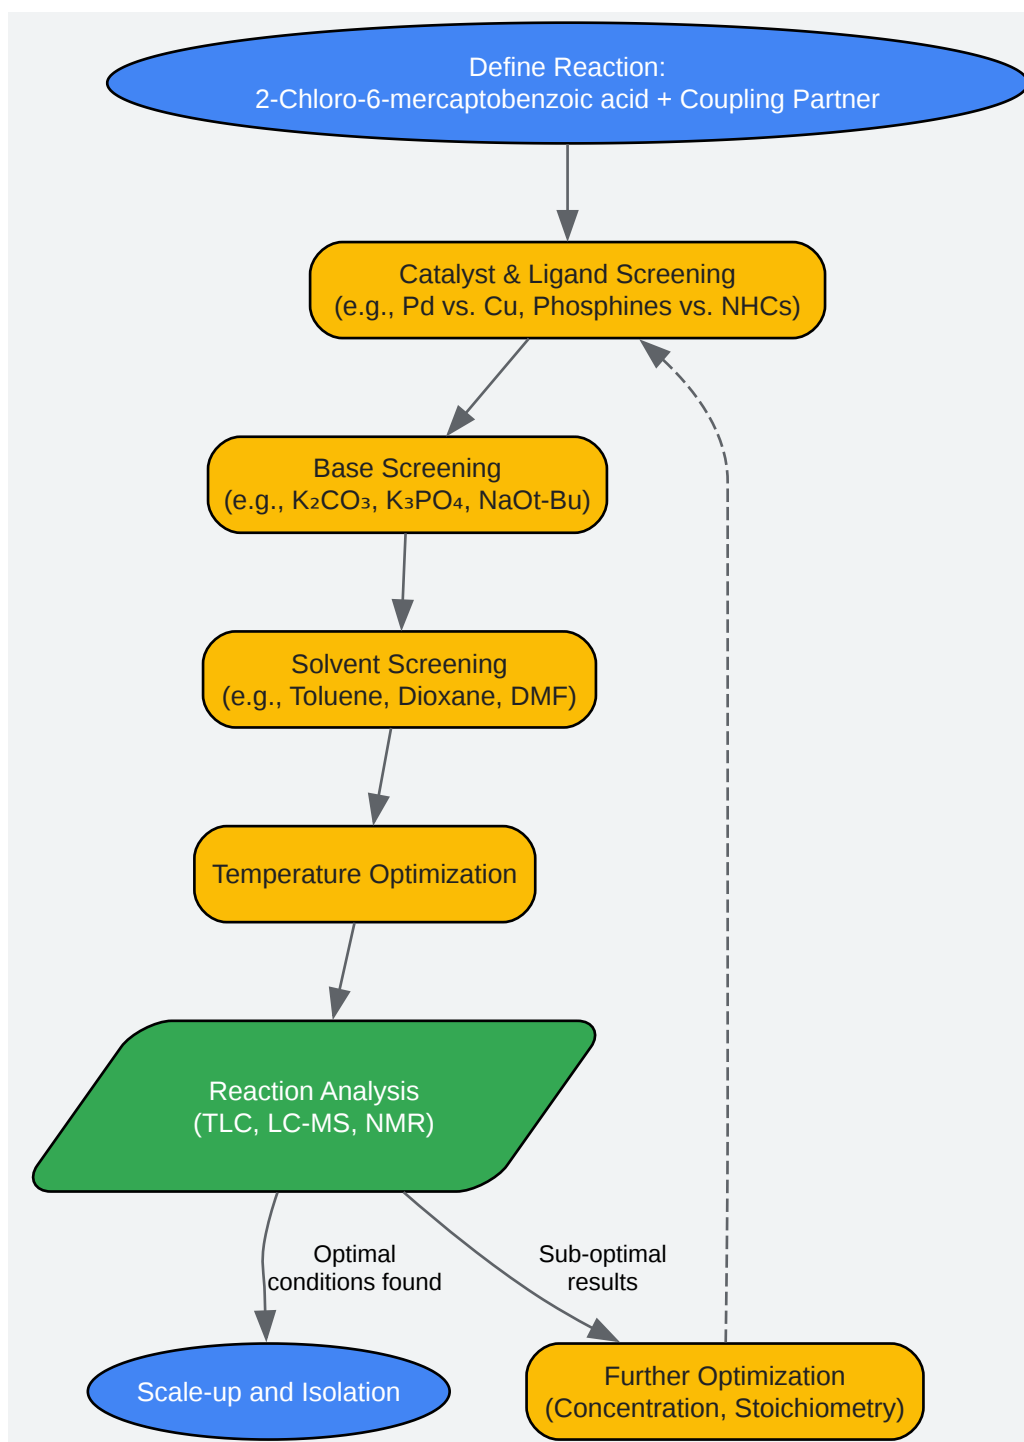 Define Reaction:
2-Chloro-6-mercaptobenzoic acid + Coupling Partner
Catalyst & Ligand Screening
(e.g., Pd vs. Cu, Phosphines vs. NHCs)
Base Screening
(e.g., K₂CO₃, K₃PO₄, NaOt-Bu)
Solvent Screening
(e.g., Toluene, Dioxane, DMF)
Temperature Optimization
Reaction Analysis
(TLC, LC-MS, NMR)
Optimal
conditions found
Sub-optimal
results
Scale-up and Isolation
Further Optimization
(Concentration, Stoichiometry)